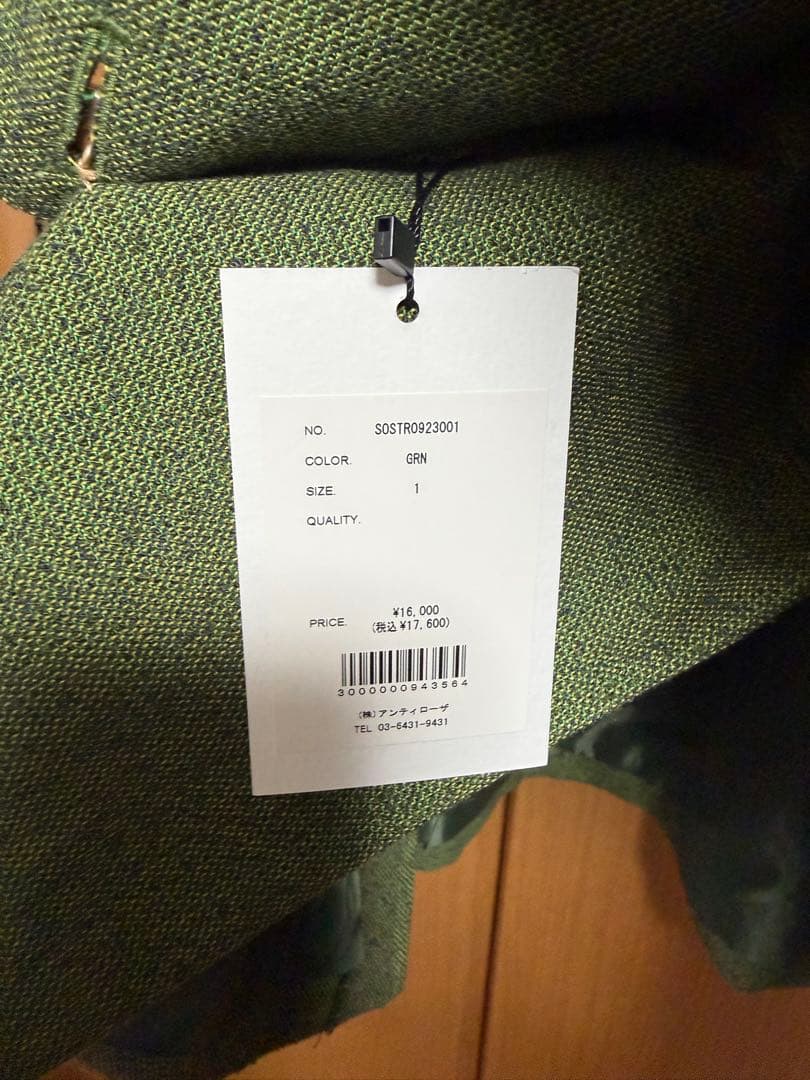 NO. S0STR0923001
COLOR. GRN
SIZE. 1
QUALITY.
¥16,000
PRICE. (税込¥17,600)
3000000943564
(株)アンティローザ
TEL 03-6431-9431